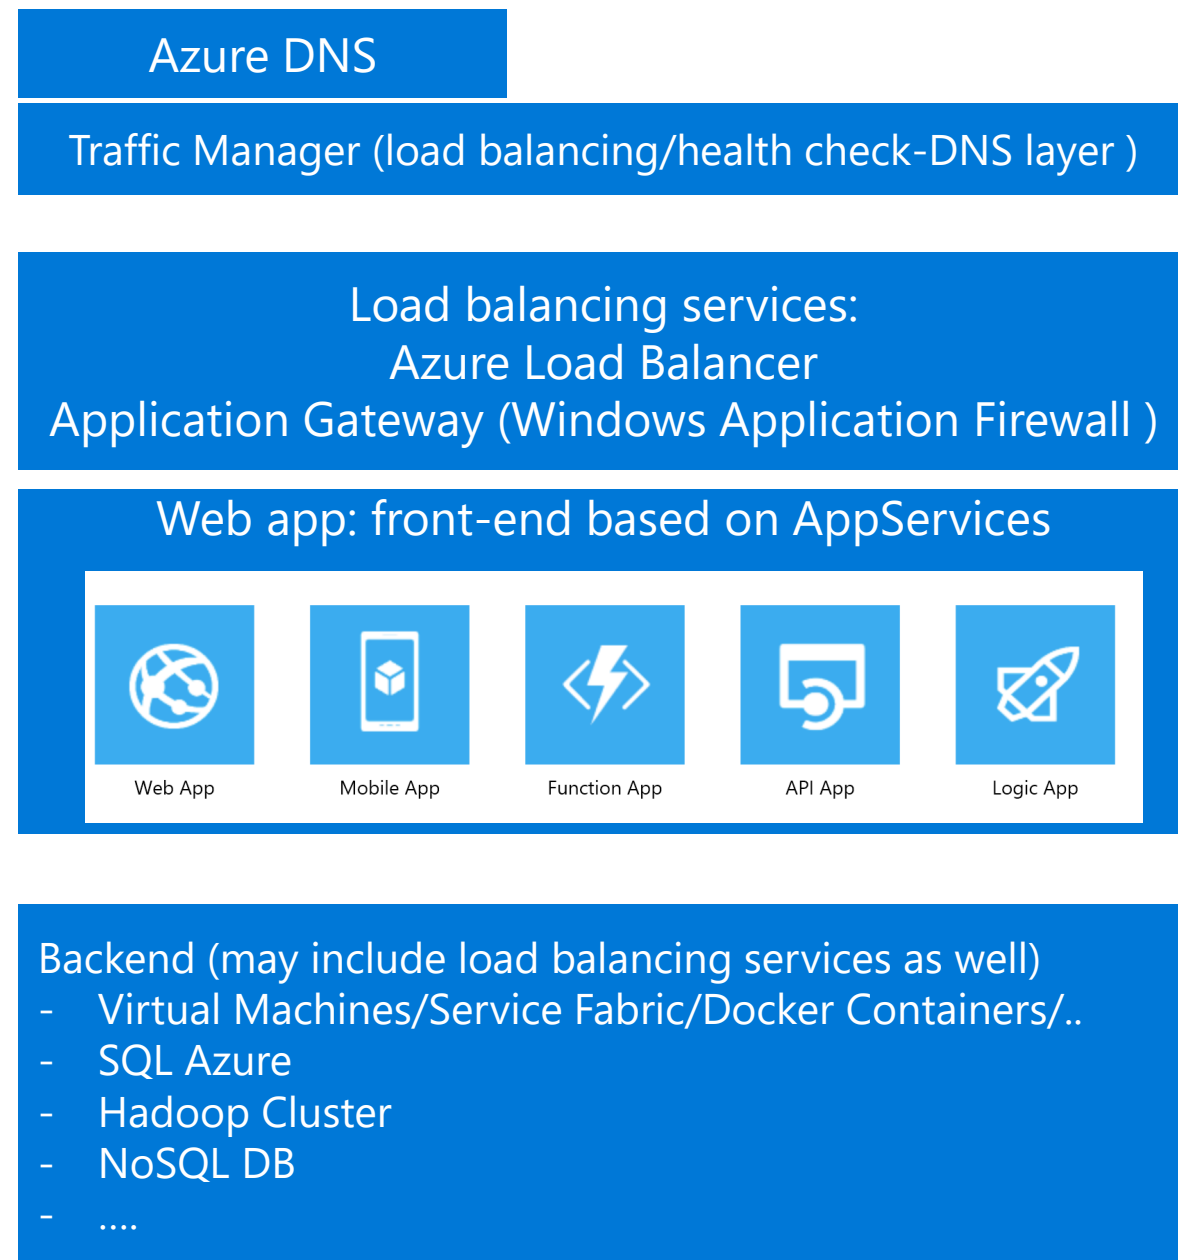 Azure DNS
Traffic Manager (load balancing/health check-DNS layer )
Load balancing services:
Azure Load Balancer
Application Gateway (Windows Application Firewall )
Web app: front-end based on AppServices
Web App
Mobile App
Function App
API App
Logic App
Backend (may include load balancing services as well)
- Virtual Machines/Service Fabric/Docker Containers/..
- SQL Azure
- Hadoop Cluster
- NoSQL DB
- ....